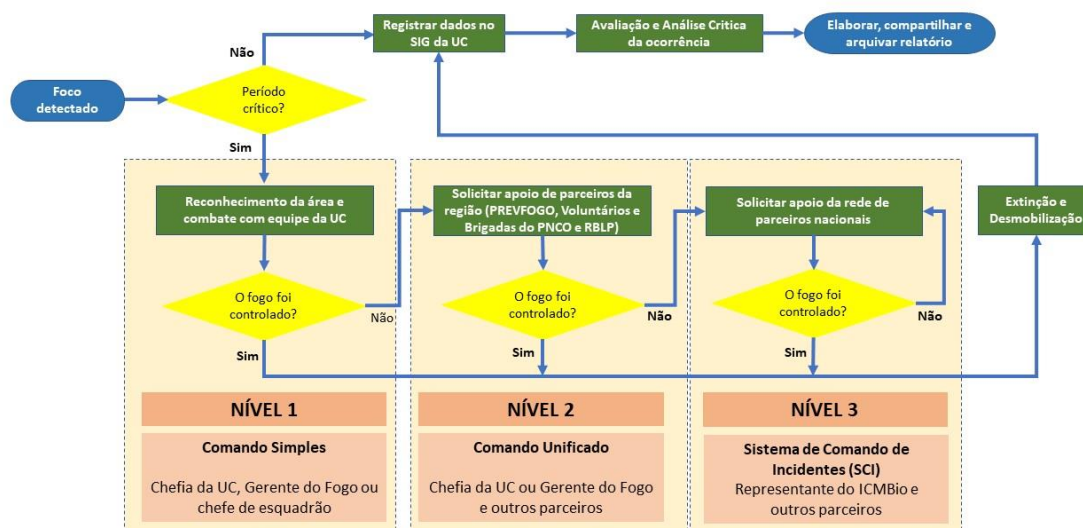 Registrar dados no
SIG da UC
Avaliação e Análise Critica
da ocorrência
Elaborar, compartilhar e
arquivar relatório
Não
Foco
detectado
Período
crítico?
Sim
Reconhecimento da área e
combate com equipe da UC
Solicitar apoio de parceiros da
região (PREVFOGO, Voluntários e
Brigadas do PNCO e RBLP)
Solicitar apoio da rede de
parceiros nacionais
Extinção e
Desmobilização
O fogo foi
controlado?
Não
O fogo foi
controlado?
Não
O fogo foi
controlado?
Não
Sim
Sim
Sim
NÍVEL 1
NÍVEL 2
NÍVEL 3
Comando Simples
Chefia da UC, Gerente do Fogo ou
chefe de esquadrão
Comando Unificado
Chefia da UC ou Gerente do Fogo
e outros parceiros
Sistema de Comando de
Incidentes (SCI)
Representante do ICMBio e
outros parceiros